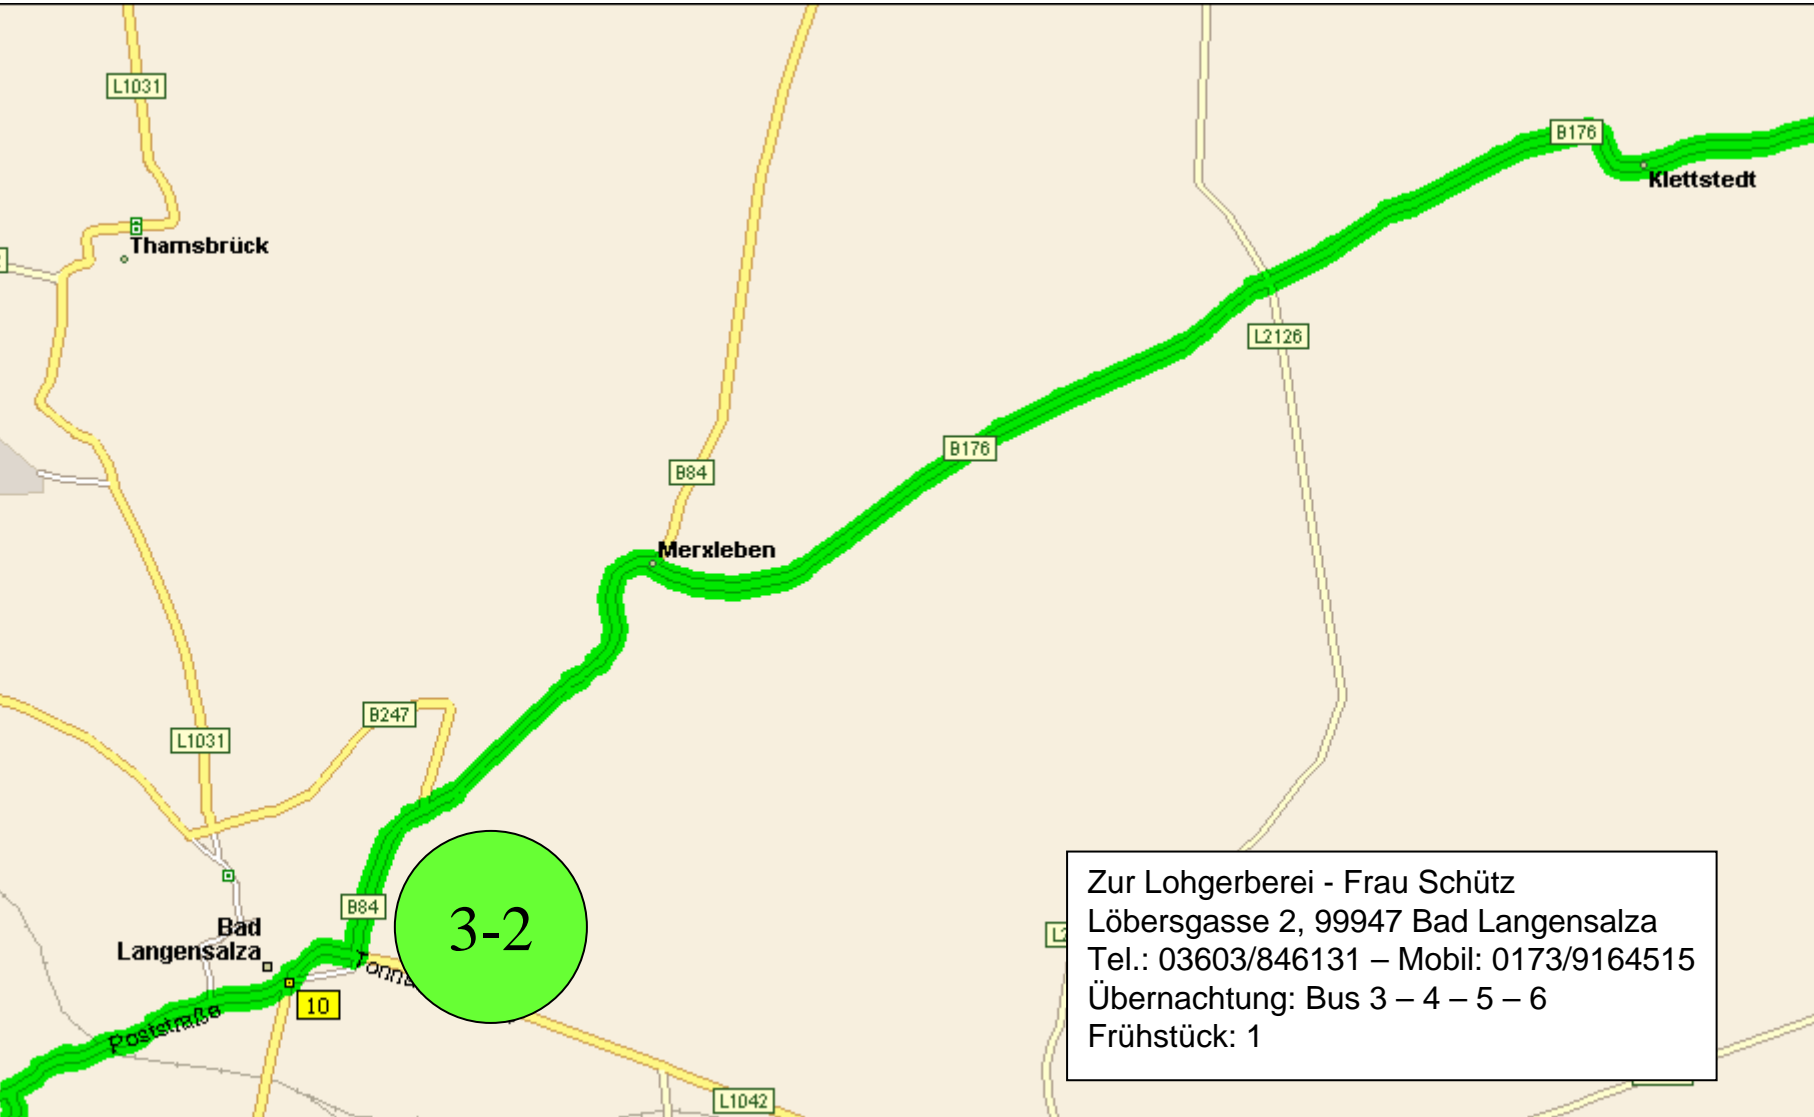 L1031
B176
Klettstedt
Thamsbrück
L2126
B176
B84
Merxleben
B247
L1031
B84
3-2
Bad
Langensalza
10
Poststraße
L1042
Zur Lohgerberei - Frau Schütz
Löbersgasse 2, 99947 Bad Langensalza
Tel.: 03603/846131 – Mobil: 0173/9164515
Übernachtung: Bus 3 – 4 – 5 – 6
Frühstück: 1